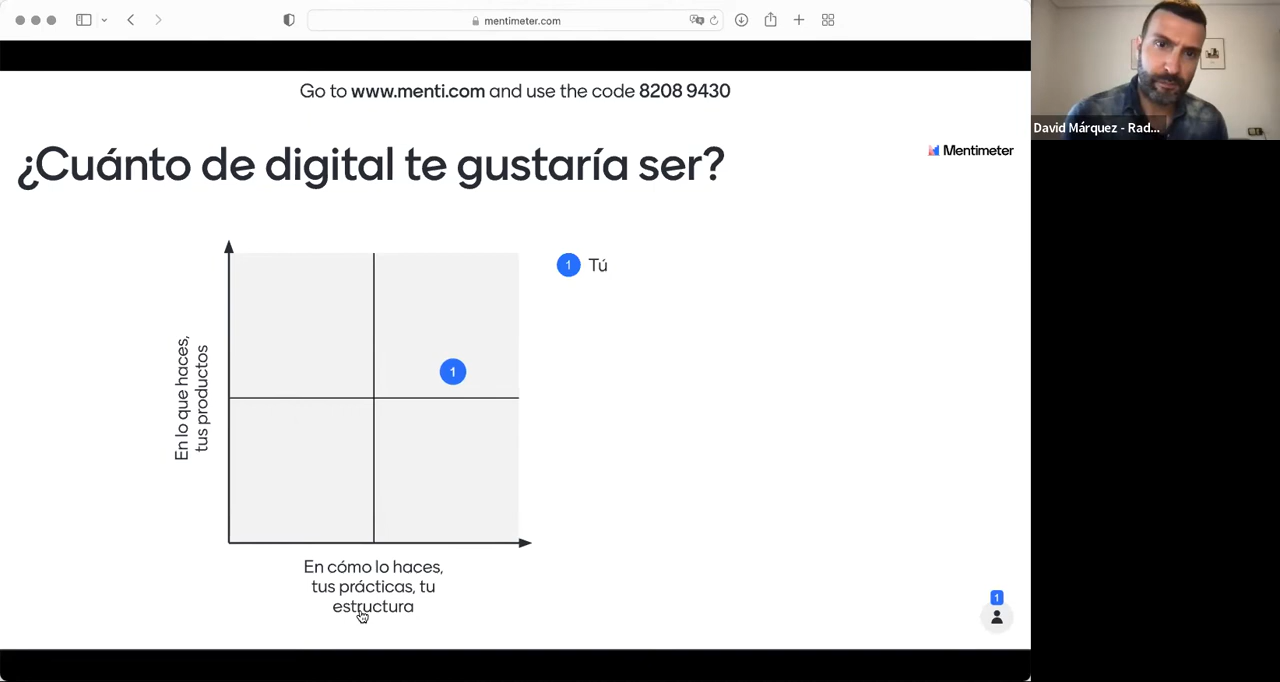 mentimeter.com
Go to www.menti.com and use the code 8208 9430
David Márquez - Rad...
¿Cuánto de digital te gustaría ser?
Mentimeter
1 Tú
En lo que haces,
tus productos
1
En cómo lo haces,
tus prácticas, tu
estructura
1